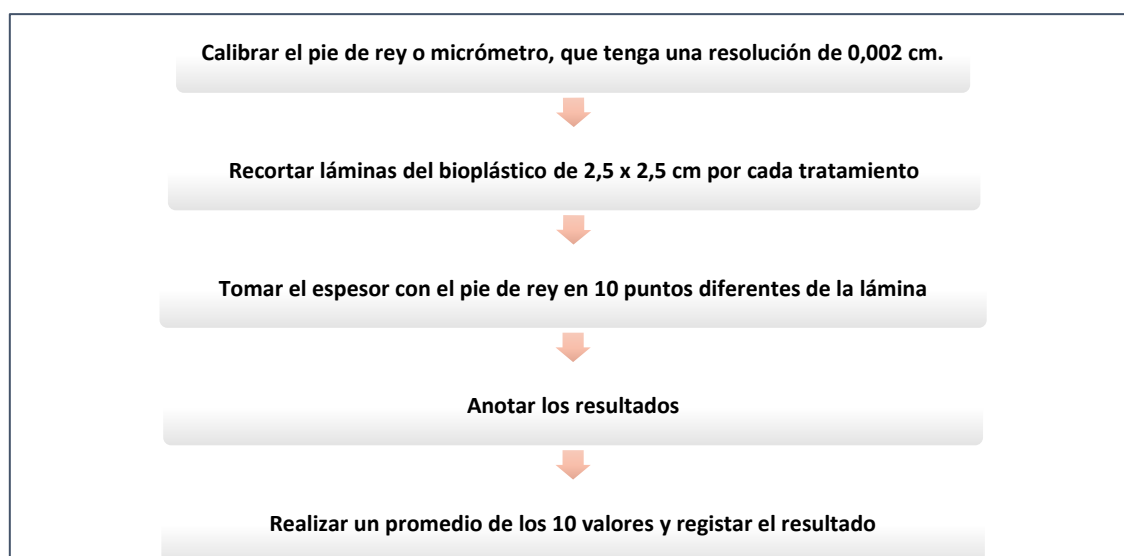 Calibrar el pie de rey o micrómetro, que tenga una resolución de 0,002 cm.
Recortar láminas del bioplástico de 2,5 x 2,5 cm por cada tratamiento
Tomar el espesor con el pie de rey en 10 puntos diferentes de la lámina
Anotar los resultados
Realizar un promedio de los 10 valores y registar el resultado